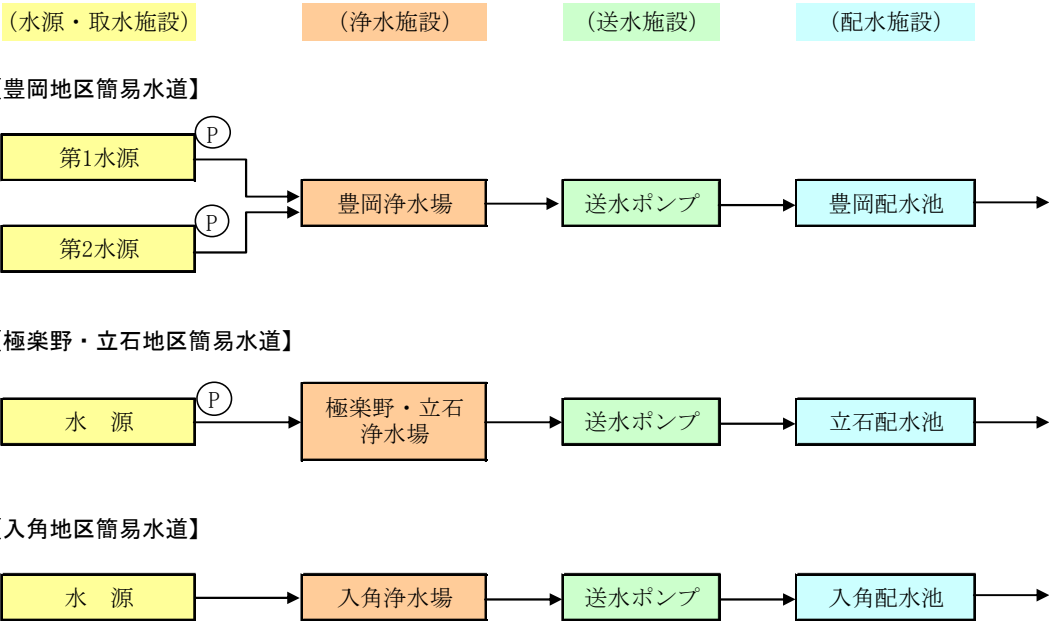 (水源・取水施設) (浄水施設) (送水施設) (配水施設)
【豊岡地区簡易水道】
P
第1水源
豊岡浄水場 送水ポンプ 豊岡配水池
P
第2水源
【極楽野・立石地区簡易水道】
P
水 源
極楽野・立石
浄水場
送水ポンプ 立石配水池
【入角地区簡易水道】
水 源 入角浄水場 送水ポンプ 入角配水池